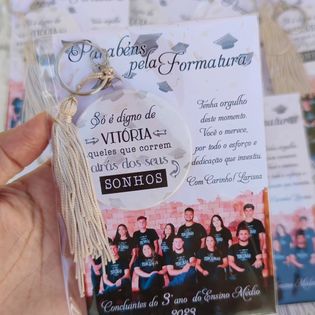 Parabéns
pela Formatura
Só é digno de
VITÓRIA
aqueles que correm
atrás dos seus
SONHOS
Tenha orgulho
deste momento.
Você o merece,
por todo o esforço e
dedicação que investiu.
Com Carinho! Larissa
Concluintes do 3º ano do Ensino Médio
2023